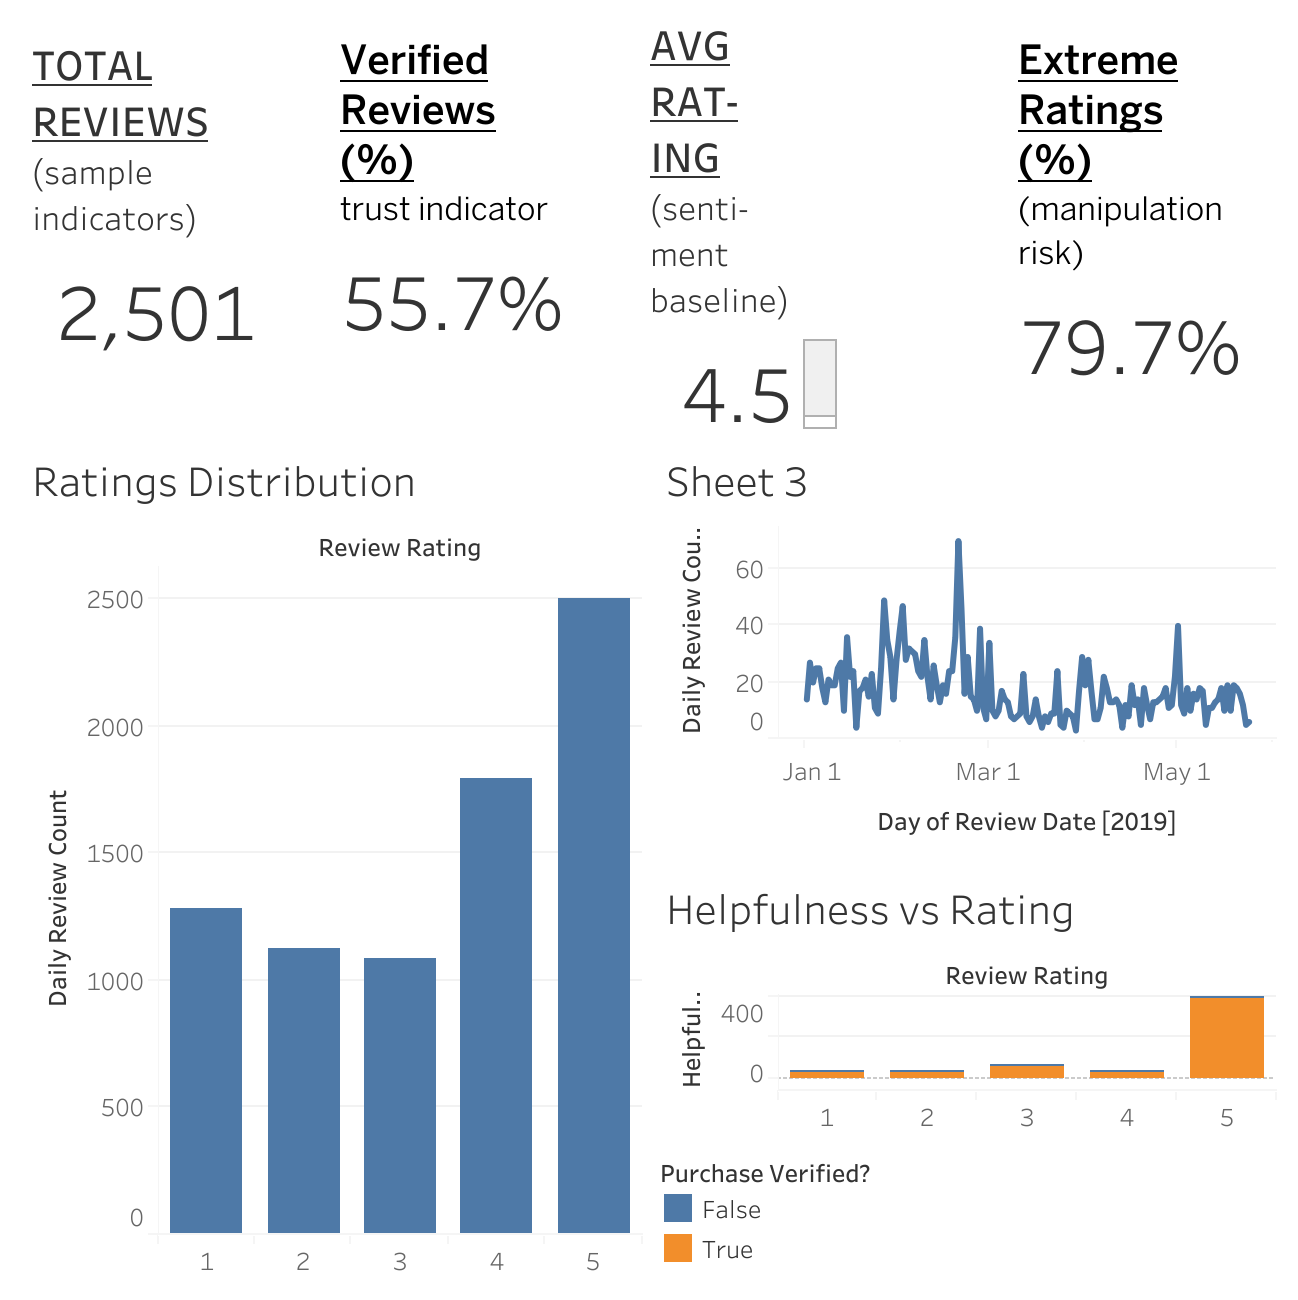 TOTAL
REVIEWS
(sample
indicators)
2,501
Verified
Reviews
(%)
trust indicator
55.7%
AVG
RAT-
ING
(senti-
ment
baseline)
4.5
Extreme
Ratings
(%)
(manipulation
risk)
79.7%
Ratings Distribution
Review Rating
Daily Review Count
2500
2000
1500
1000
500
0
1 2 3 4 5
Sheet 3
Daily Review Cou..
60
40
20
0
Jan 1 Mar 1 May 1
Day of Review Date [2019]
Helpfulness vs Rating
Review Rating
Helpful..
400
0
1 2 3 4 5
Purchase Verified?
False
True